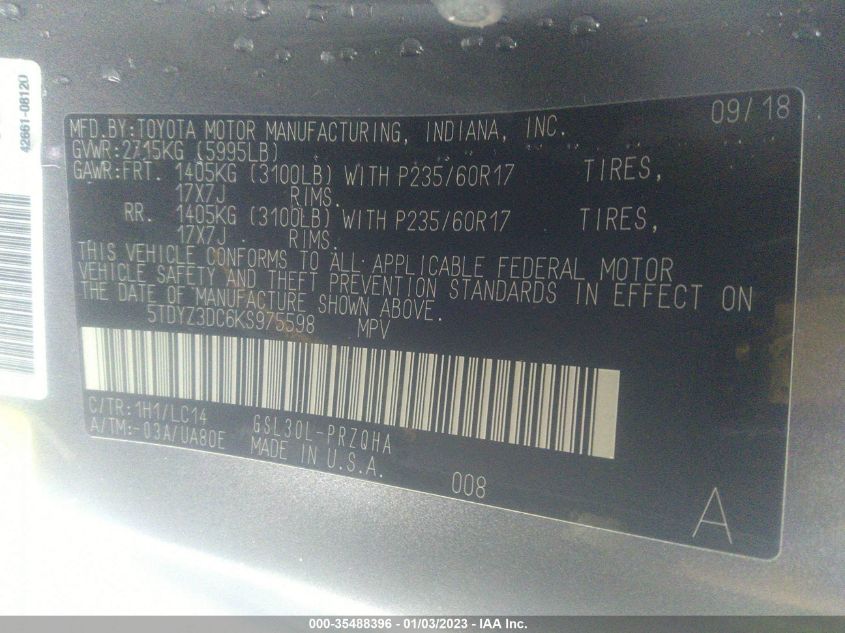 42661-08120
09/18
MFD.BY:TOYOTA MOTOR MANUFACTURING, INDIANA, INC.
GVWR:2715KG (5995LB)
GAWR:FRT. 1405KG (3100LB) WITH P235/60R17 TIRES,
17X7J RIMS.
RR. 1405KG (3100LB) WITH P235/60R17 TIRES,
17X7J RIMS.
THIS VEHICLE CONFORMS TO ALL APPLICABLE FEDERAL MOTOR
VEHICLE SAFETY AND THEFT PREVENTION STANDARDS IN EFFECT ON
THE DATE OF MANUFACTURE SHOWN ABOVE.
5TDYZ3DC6KS975598 MPV
C/TR:1H1/LC14 GSL30L-PRZQHA
A/TM:-03A/UA80E MADE IN U.S.A.
008
A
000-35488396 - 01/03/2023 - IAA Inc.